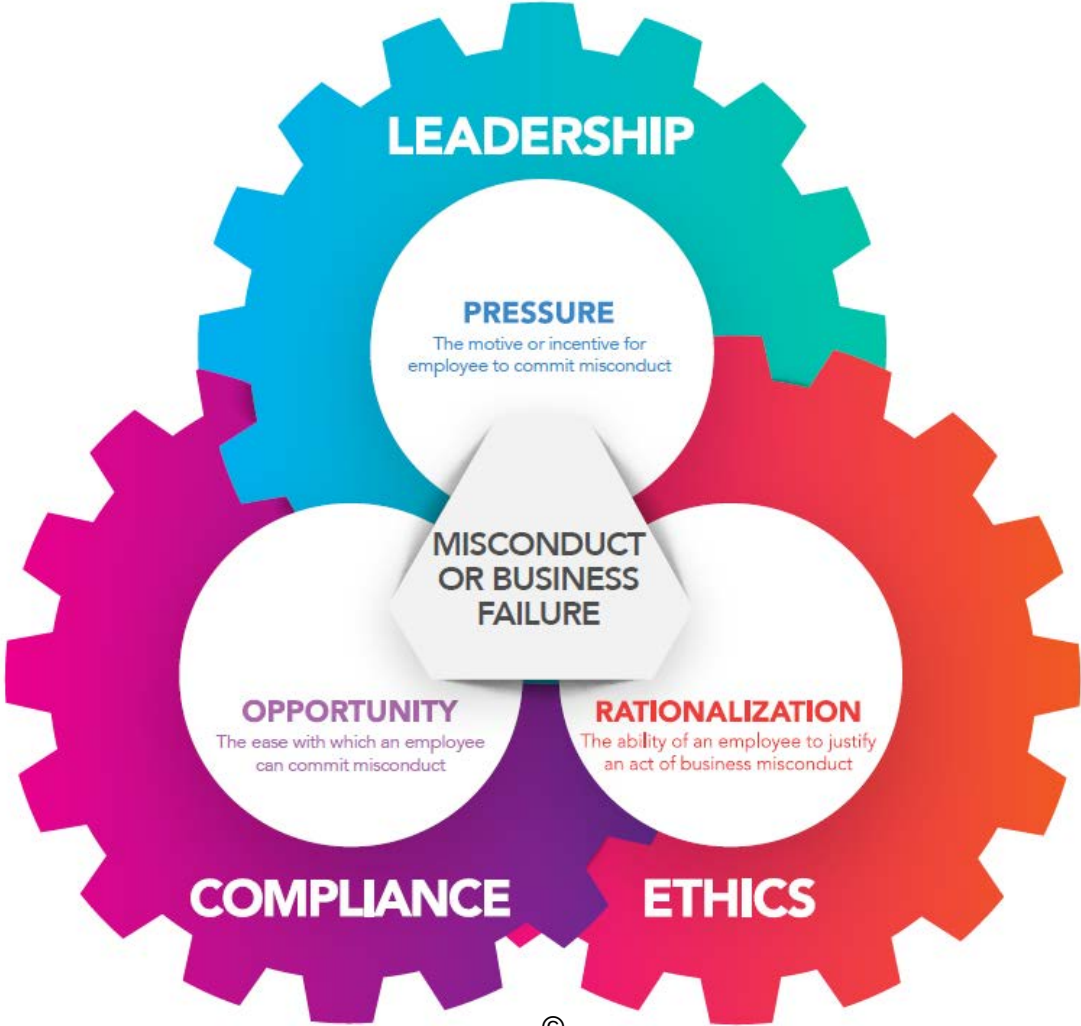 LEADERSHIP
PRESSURE
The motive or incentive for
employee to commit misconduct
MISCONDUCT
OR BUSINESS
FAILURE
OPPORTUNITY
The ease with which an employee
can commit misconduct
RATIONALIZATION
The ability of an employee to justify
an act of business misconduct
COMPLIANCE
ETHICS
©